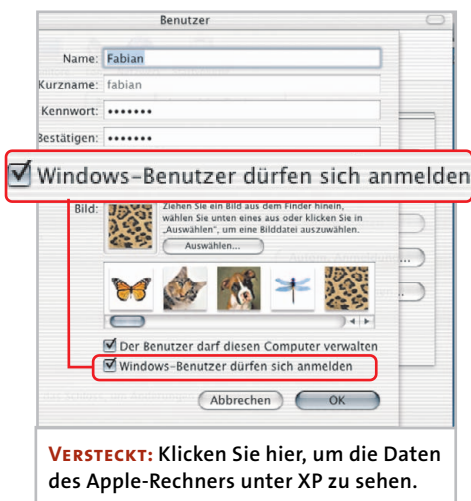 Benutzer
Name: Fabian
Kurzname: fabian
Kennwort: •••••••
Bestätigen: •••••••
Windows-Benutzer dürfen sich anmelden
Bild:
Ziehen Sie ein Bild aus dem Finder hinein,
wählen Sie unten eines aus oder klicken Sie in
„Auswählen“, um eine Bilddatei auszuwählen.
Auswählen...
Der Benutzer darf diesen Computer verwalten
Windows-Benutzer dürfen sich anmelden
Abbrechen OK
VERSTECKT: Klicken Sie hier, um die Daten
des Apple-Rechners unter XP zu sehen.